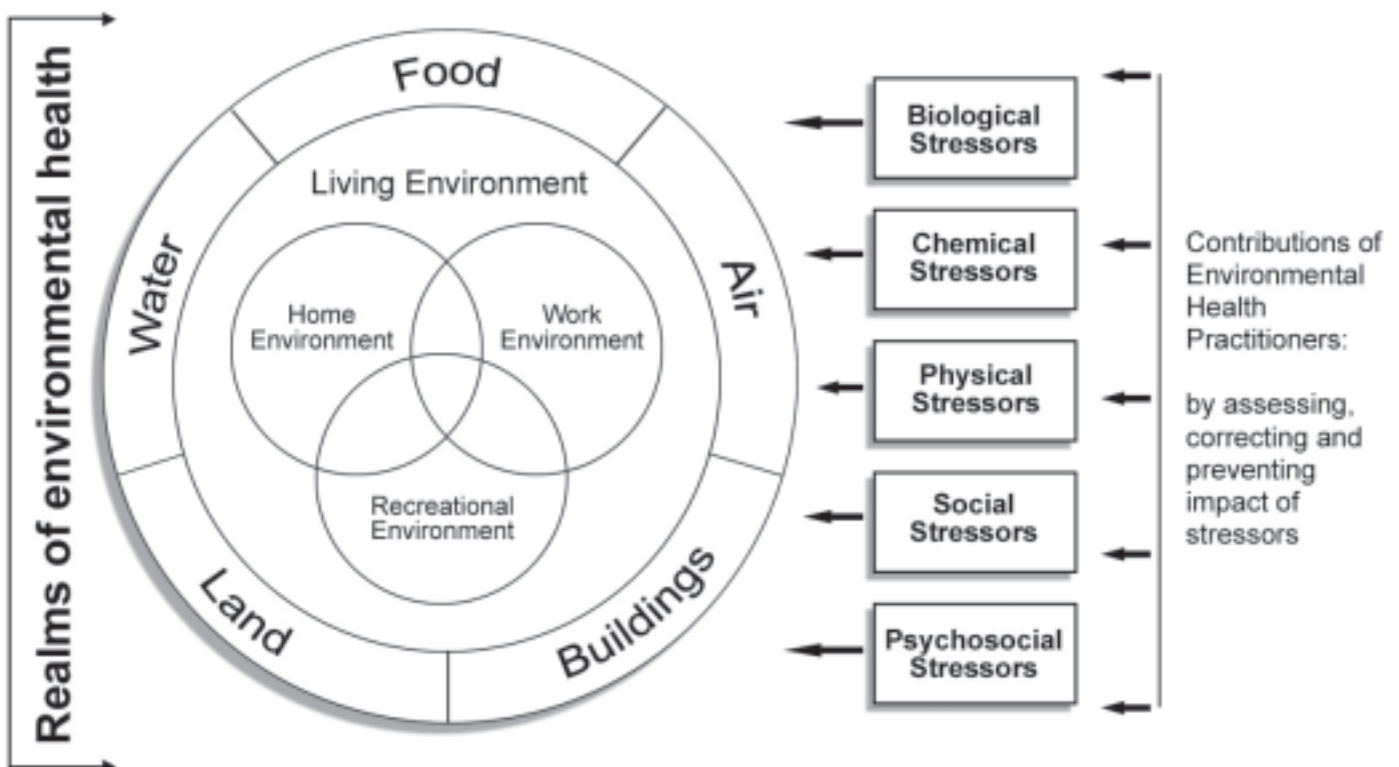 Realms of environmental health
Food
Water
Air
Land
Buildings
Living Environment
Home
Environment
Work
Environment
Recreational
Environment
Biological
Stressors
Chemical
Stressors
Physical
Stressors
Social
Stressors
Psychosocial
Stressors
Contributions of
Environmental
Health
Practitioners:
by assessing,
correcting and
preventing
impact of
stressors